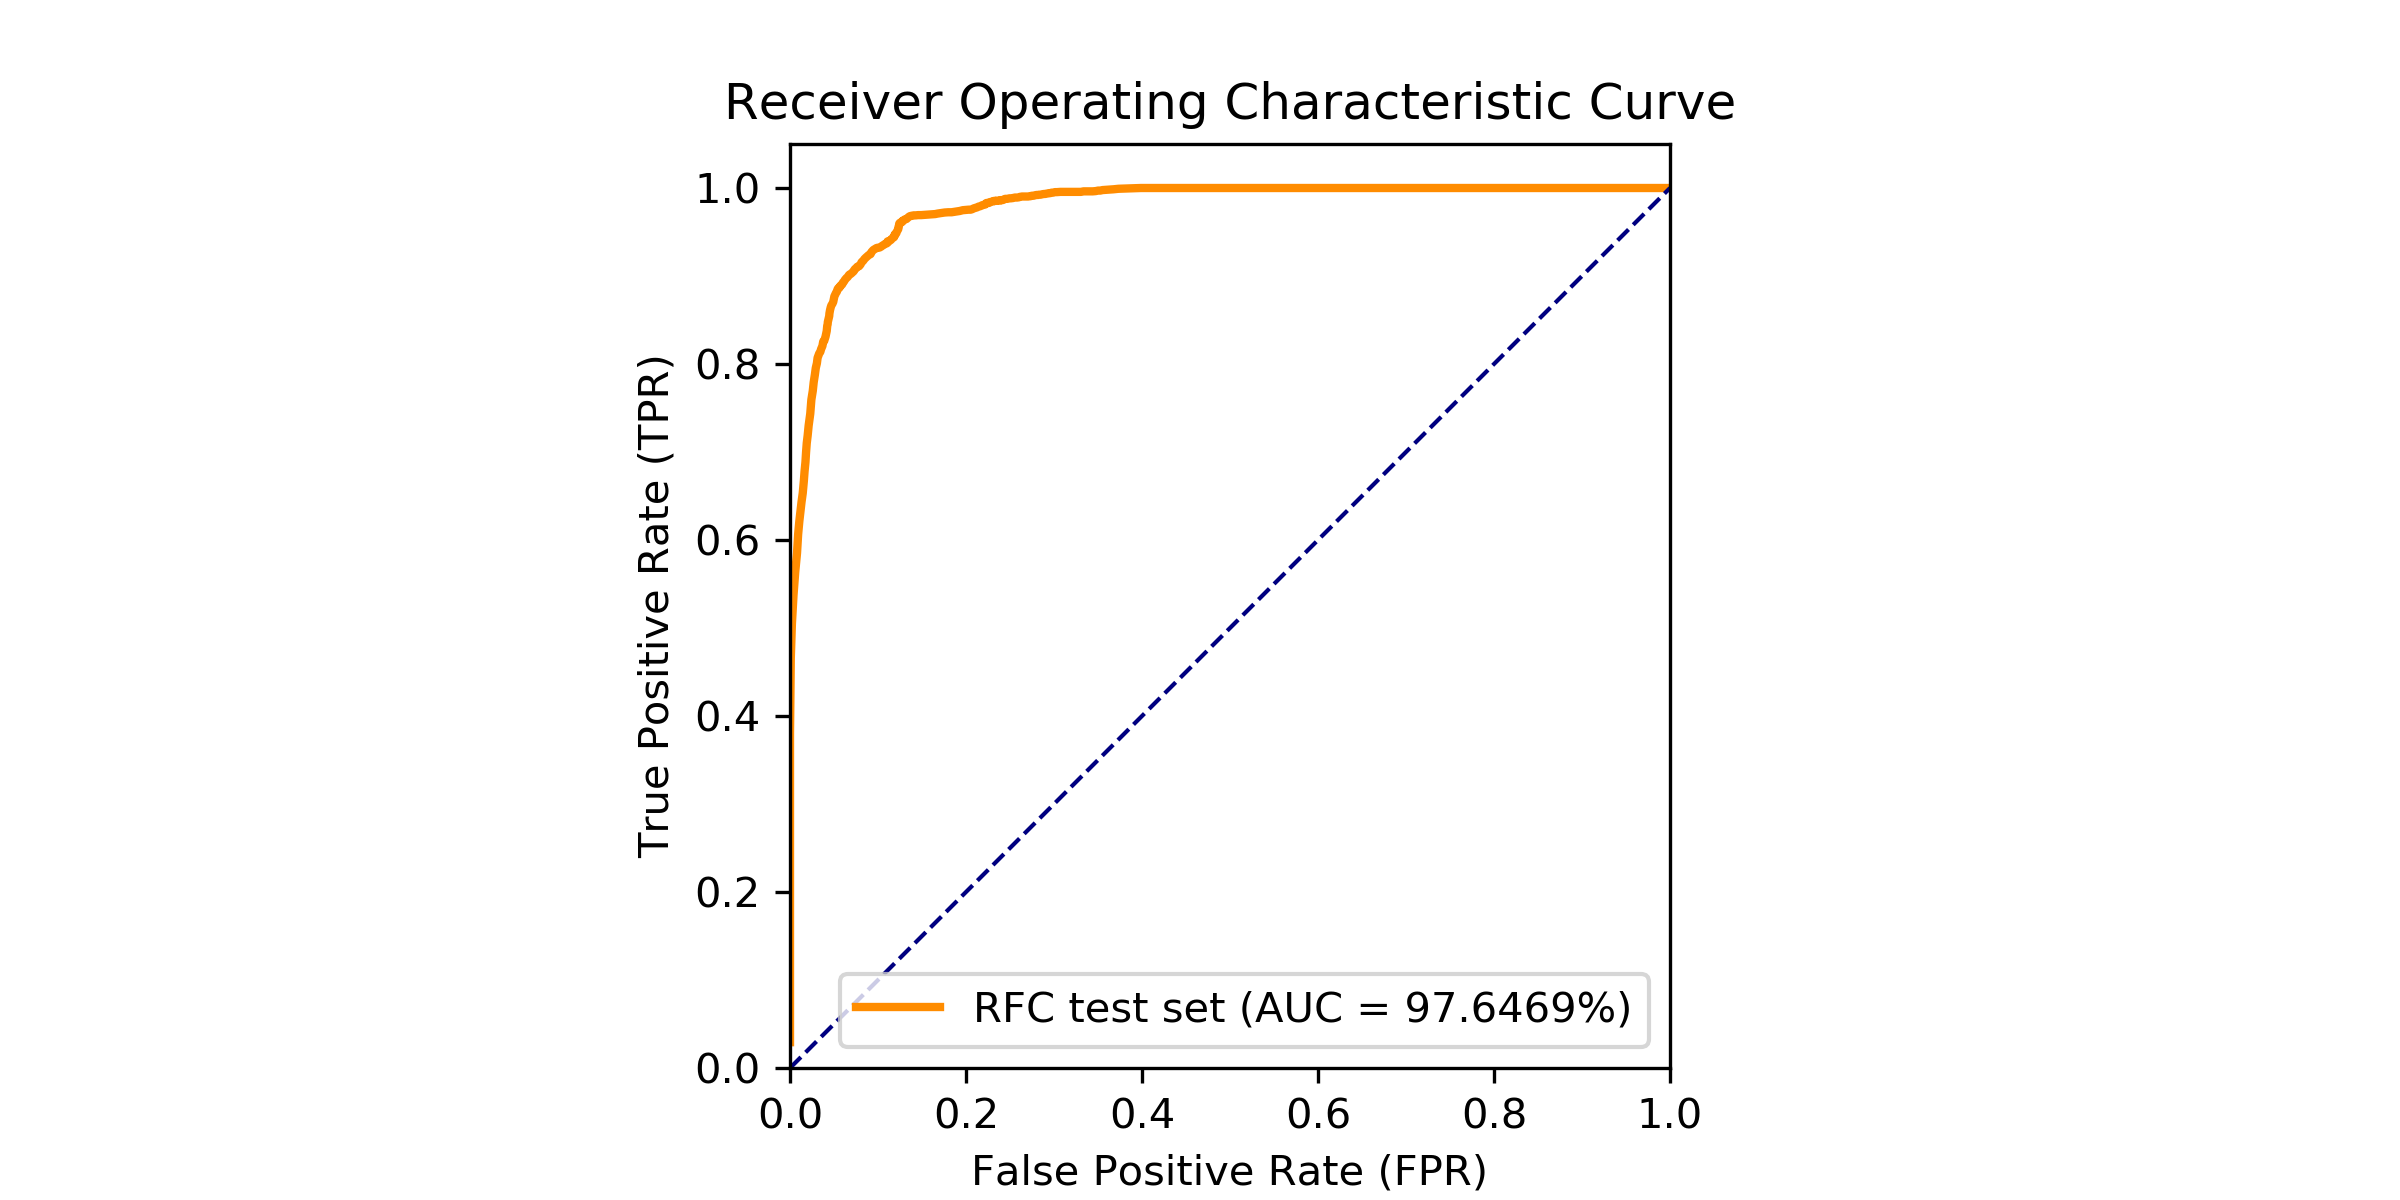 Receiver Operating Characteristic Curve
True Positive Rate (TPR)
1.0
0.8
0.6
0.4
0.2
0.0
RFC test set (AUC = 97.6469%)
0.0 0.2 0.4 0.6 0.8 1.0
False Positive Rate (FPR)